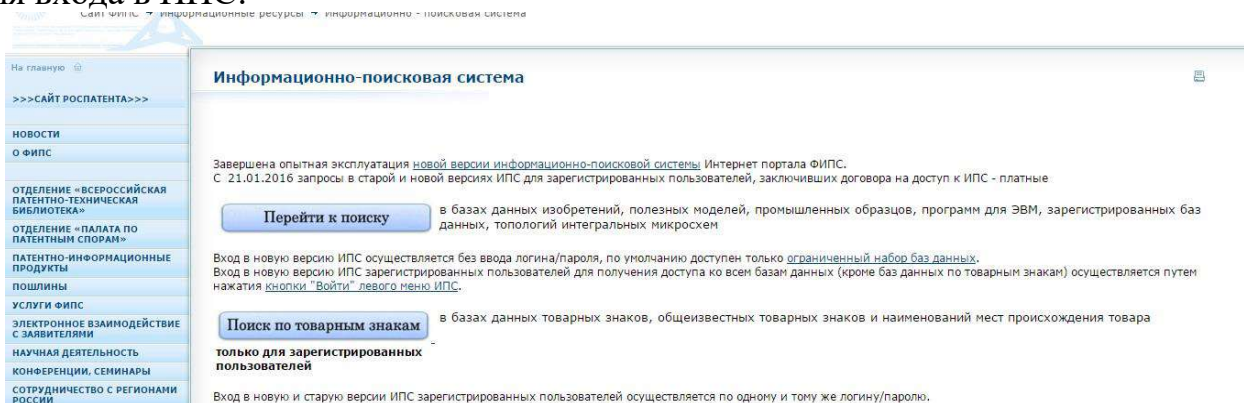 я входа в ИПС:
Сайт ФИПС → Информационные ресурсы → Информационно - поисковая система
На главную
Информационно-поисковая система
>>>САЙТ РОСПАТЕНТА>>>
НОВОСТИ
О ФИПС
ОТДЕЛЕНИЕ «ВСЕРОССИЙСКАЯ
ПАТЕНТНО-ТЕХНИЧЕСКАЯ
БИБЛИОТЕКА»
ОТДЕЛЕНИЕ «ПАЛАТА ПО
ПАТЕНТНЫМ СПОРАМ»
ПАТЕНТНО-ИНФОРМАЦИОННЫЕ
ПРОДУКТЫ
ПОШЛИНЫ
УСЛУГИ ФИПС
ЭЛЕКТРОННОЕ ВЗАИМОДЕЙСТВИЕ
С ЗАЯВИТЕЛЯМИ
НАУЧНАЯ ДЕЯТЕЛЬНОСТЬ
КОНФЕРЕНЦИИ, СЕМИНАРЫ
СОТРУДНИЧЕСТВО С РЕГИОНАМИ
РОССИИ
Завершена опытная эксплуатация новой версии информационно-поисковой системы Интернет портала ФИПС.
С 21.01.2016 запросы в старой и новой версиях ИПС для зарегистрированных пользователей, заключивших договора на доступ к ИПС - платные
Перейти к поиску
в базах данных изобретений, полезных моделей, промышленных образцов, программ для ЭВМ, зарегистрированных баз
данных, топологий интегральных микросхем
Вход в новую версию ИПС осуществляется без ввода логина/пароля, по умолчанию доступен только ограниченный набор баз данных.
Вход в новую версию ИПС зарегистрированных пользователей для получения доступа ко всем базам данных (кроме баз данных по товарным знакам) осуществляется путем
нажатия кнопки "Войти" левого меню ИПС.
Поиск по товарным знакам
в базах данных товарных знаков, общеизвестных товарных знаков и наименований мест происхождения товара
только для зарегистрированных
пользователей
Вход в новую и старую версии ИПС зарегистрированных пользователей осуществляется по одному и тому же логину/паролю.